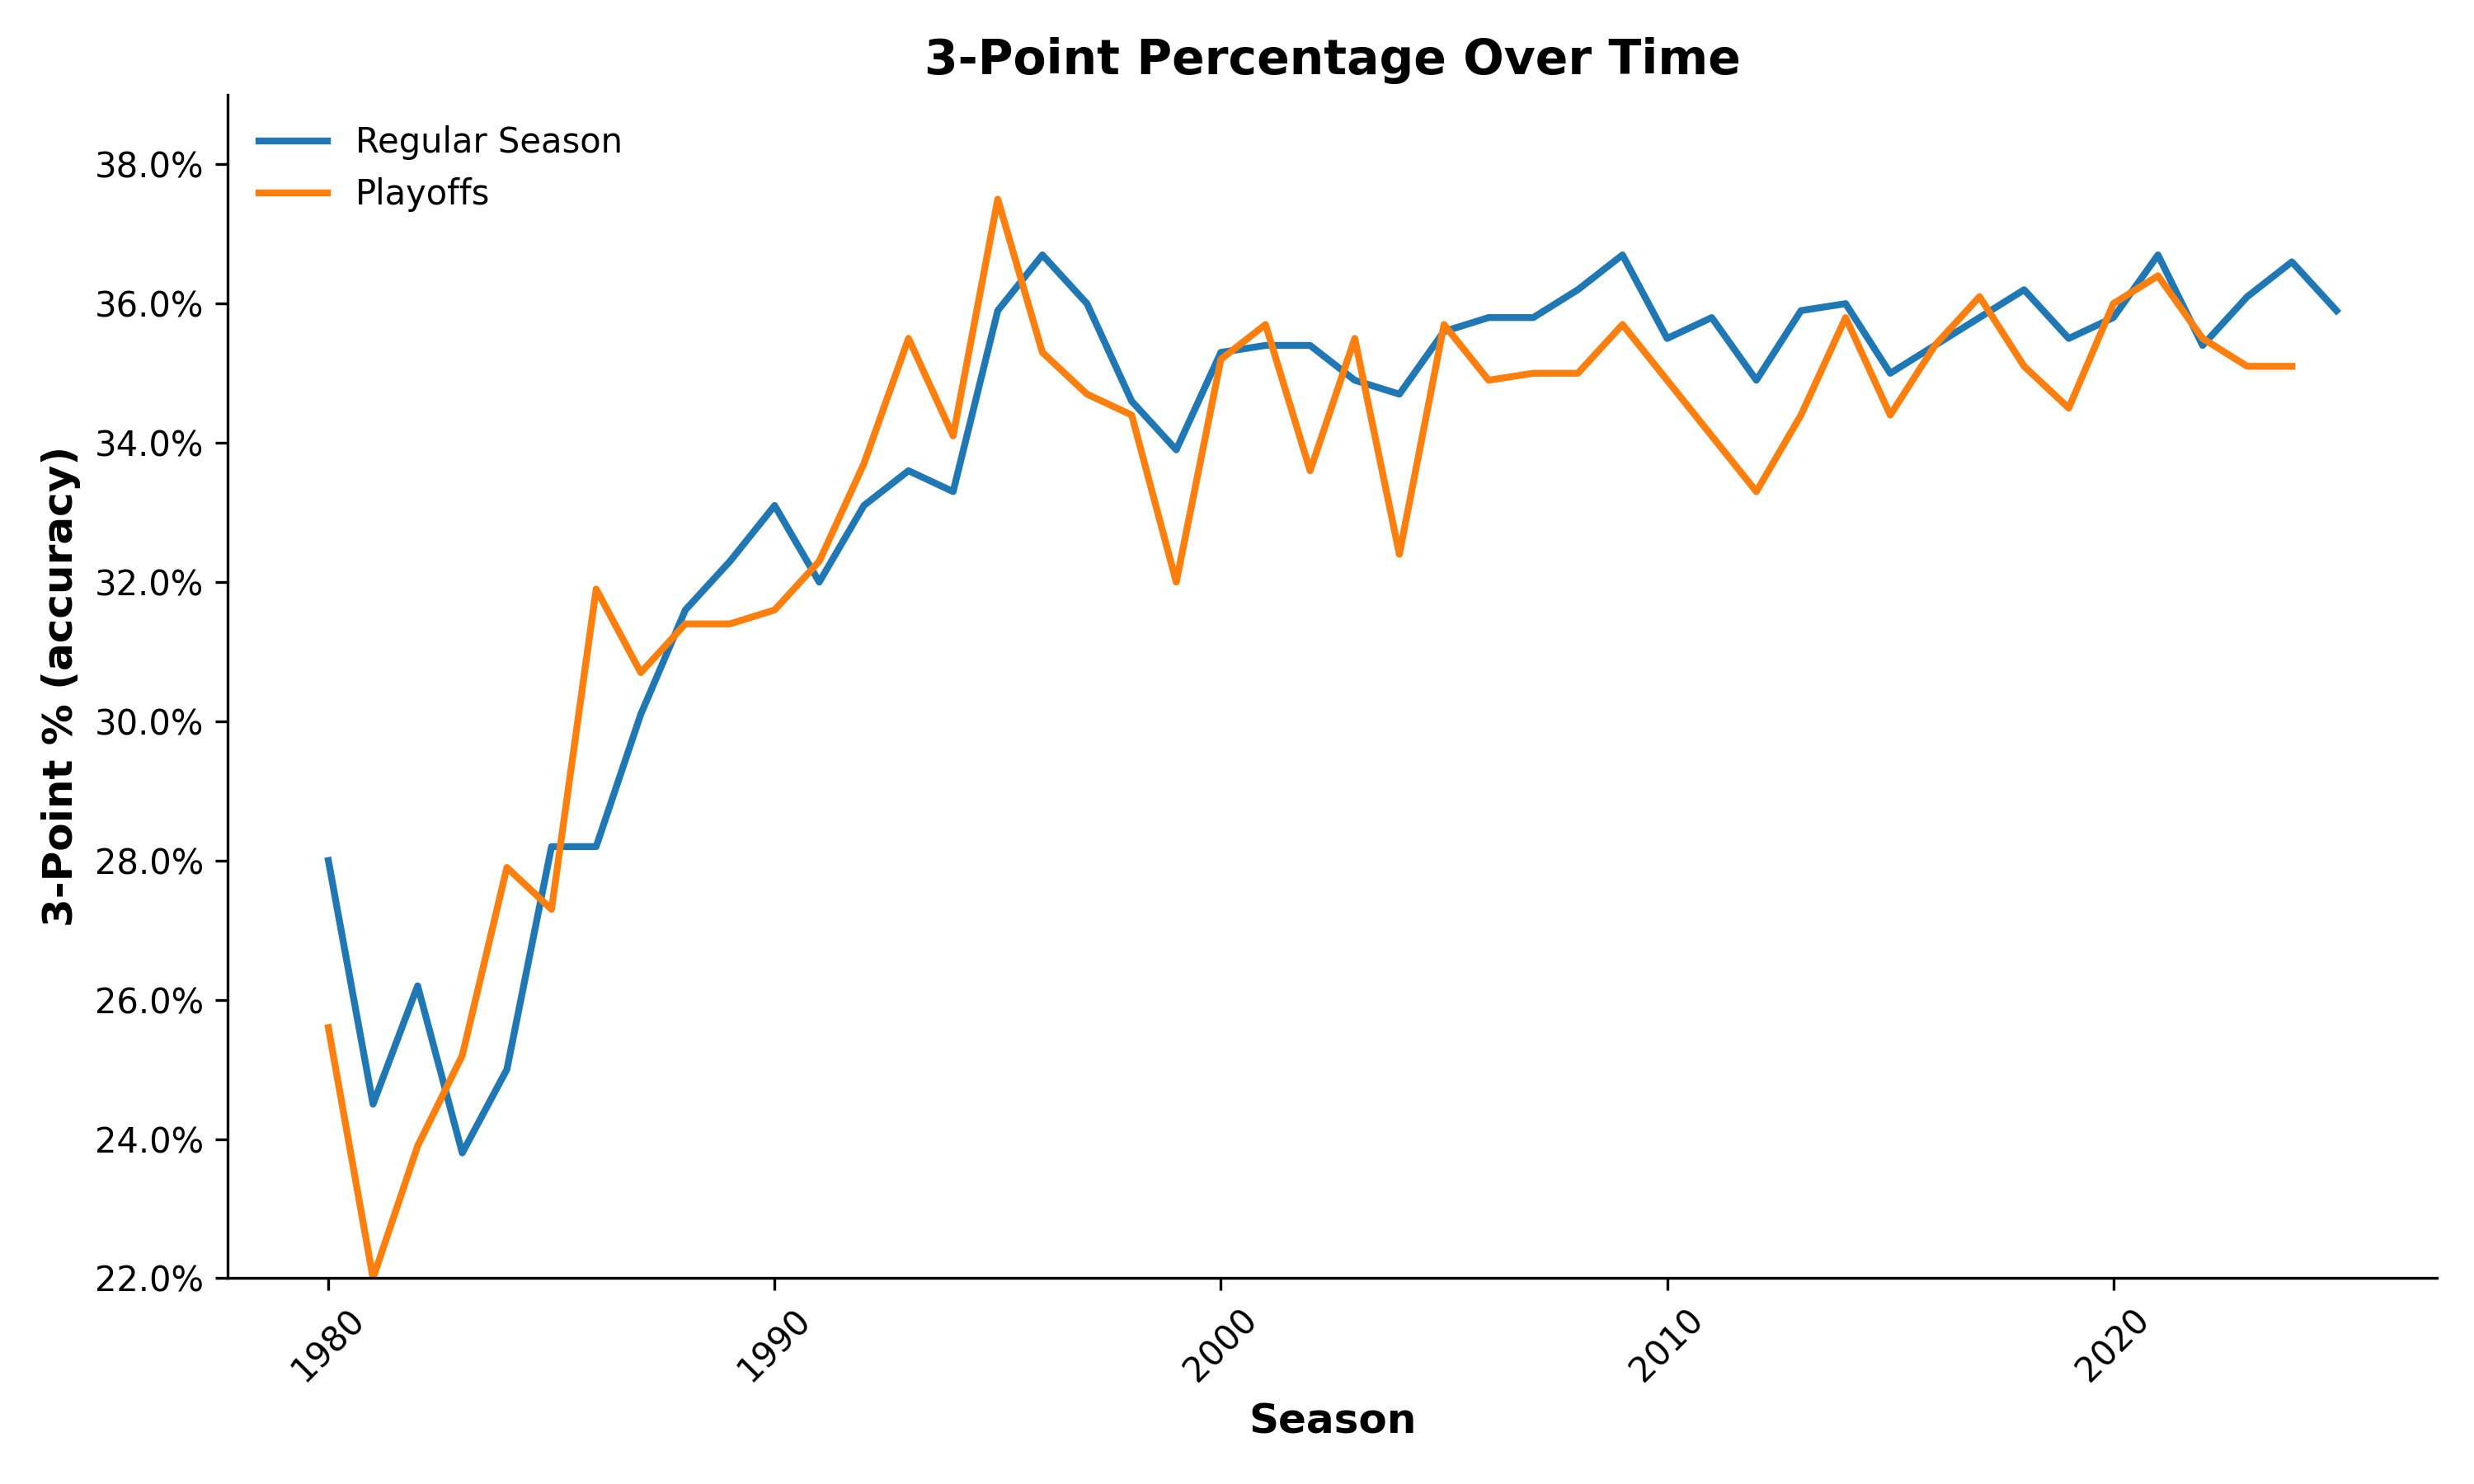 3-Point Percentage Over Time
Regular Season
Playoffs
3-Point % (accuracy)
38.0%
36.0%
34.0%
32.0%
30.0%
28.0%
26.0%
24.0%
22.0%
1980
1990
2000
2010
2020
Season